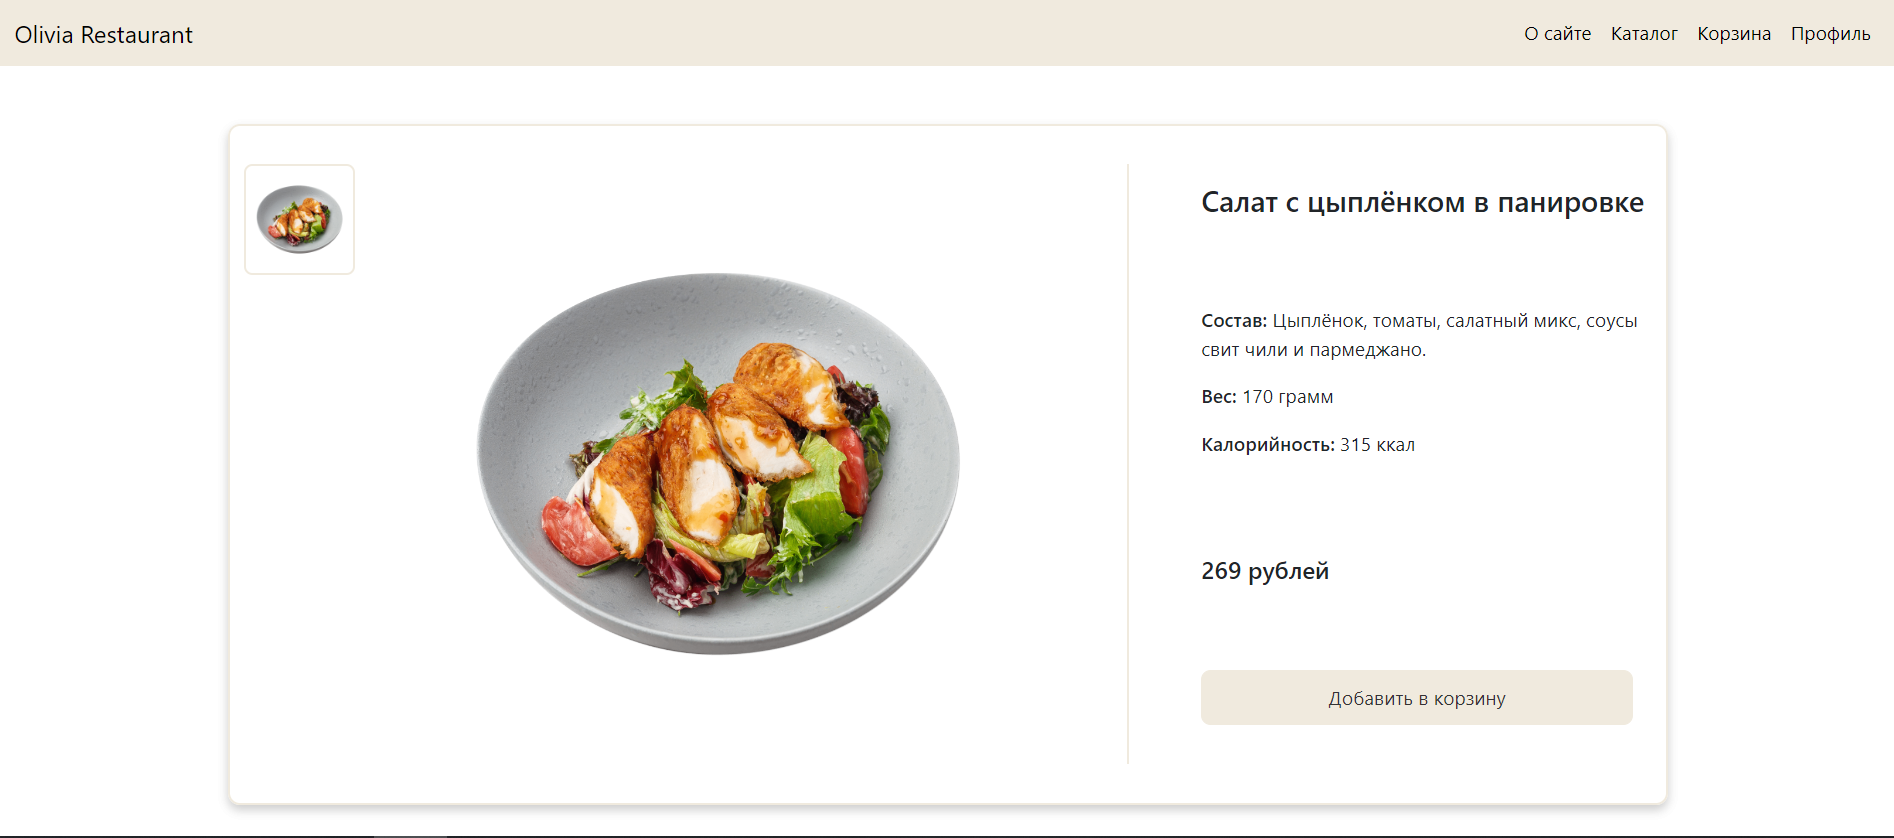 Olivia Restaurant
О сайте Каталог Корзина Профиль
Салат с цыплёнком в панировке
Состав: Цыплёнок, томаты, салатный микс, соусы
свит чили и пармеджано.
Вес: 170 грамм
Калорийность: 315 ккал
269 рублей
Добавить в корзину